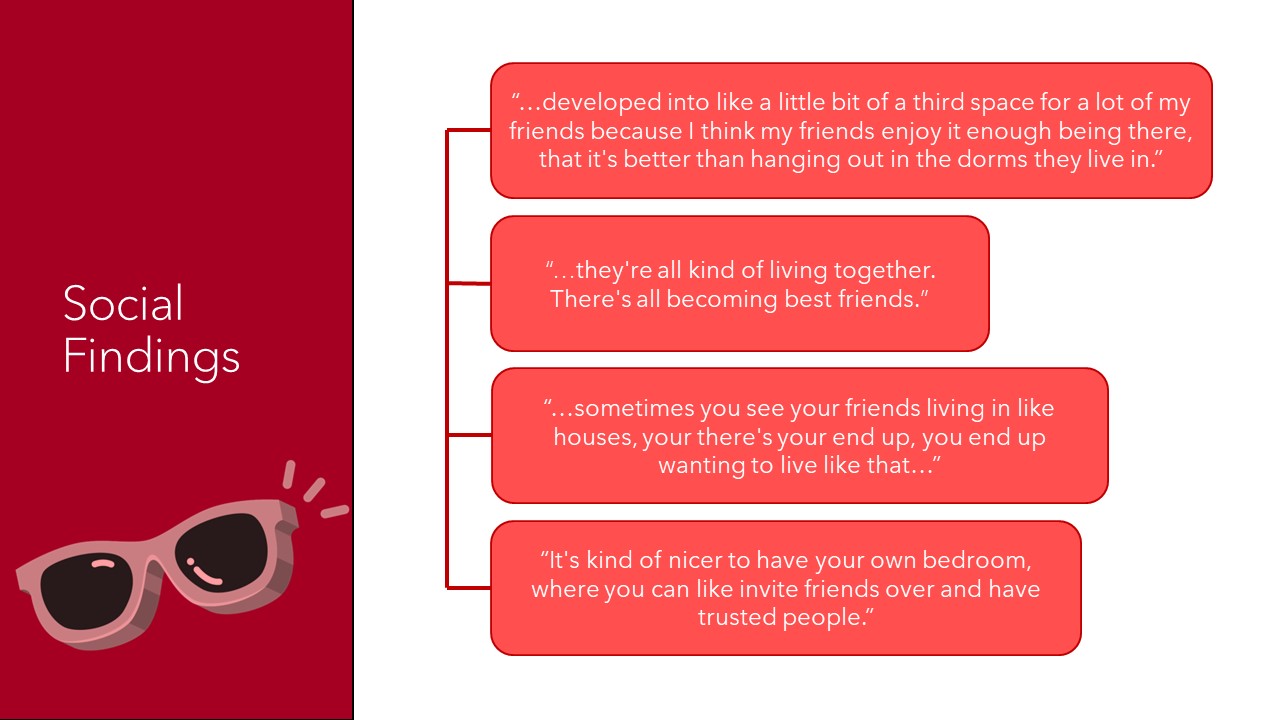 Social
Findings
“…developed into like a little bit of a third space for a lot of my
friends because I think my friends enjoy it enough being there,
that it's better than hanging out in the dorms they live in.”
“…they're all kind of living together.
There's all becoming best friends.”
“…sometimes you see your friends living in like
houses, your there's your end up, you end up
wanting to live like that…”
“It's kind of nicer to have your own bedroom,
where you can like invite friends over and have
trusted people.”